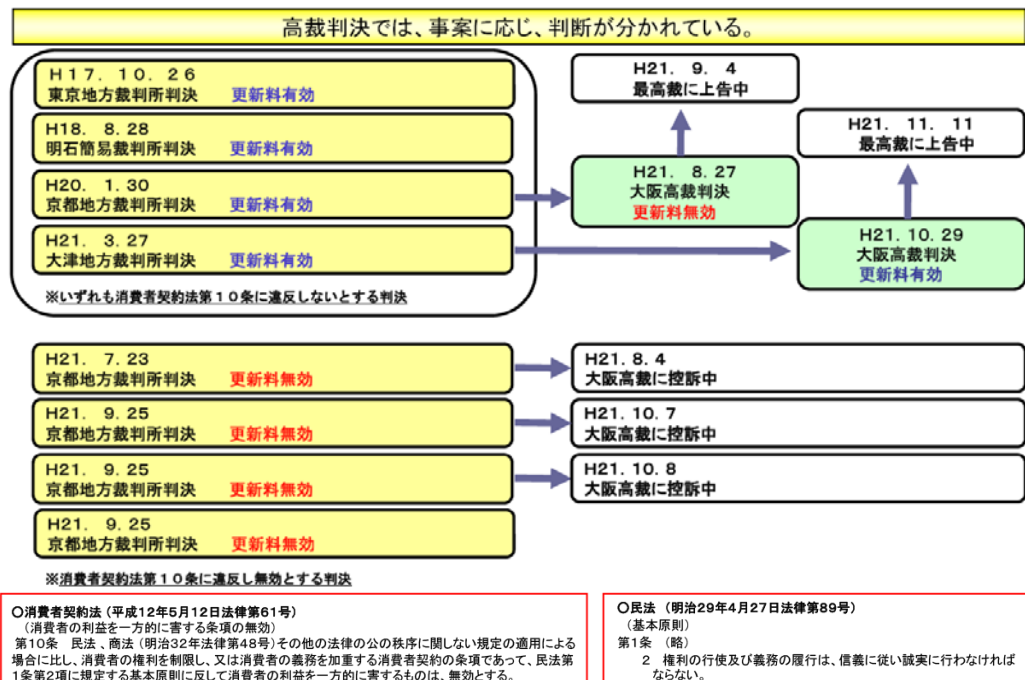 高裁判決では、事案に応じ、判断が分かれている。
H17. 10. 26
東京地方裁判所判決 更新料有効
H18. 8.28
明石簡易裁判所判決 更新料有効
H20. 1.30
京都地方裁判所判決 更新料有効
H21. 3.27
大津地方裁判所判決 更新料有効
※いずれも消費者契約法第10条に違反しないとする判決
H21. 9. 4
最高裁に上告中
H21. 8.27
大阪高裁判決
更新料無効
H21. 11. 11
最高裁に上告中
H21.10.29
大阪高裁判決
更新料有効
H21. 7.23
京都地方裁判所判決 更新料無効
H21.8.4
大阪高裁に控訴中
H21. 9.25
京都地方裁判所判決 更新料無効
H21.10.7
大阪高裁に控訴中
H21. 9.25
京都地方裁判所判決 更新料無効
H21.10.8
大阪高裁に控訴中
H21. 9.25
京都地方裁判所判決 更新料無効
※消費者契約法第10条に違反し無効とする判決
○消費者契約法(平成12年5月12日法律第61号)
(消費者の利益を一方的に害する条項の無効)
第10条 民法、商法(明治32年法律第48号)その他の法律の公の秩序に関しない規定の適用による
場合に比し、消費者の権利を制限し、又は消費者の義務を加重する消費者契約の条項であって、民法第
1条第2項に規定する基本原則に反して消費者の利益を一方的に害するものは、無効とする。
○民法 (明治29年4月27日法律第89号)
(基本原則)
第1条 (略)
2 権利の行使及び義務の履行は、信義に従い誠実に行わなければ
ならない。